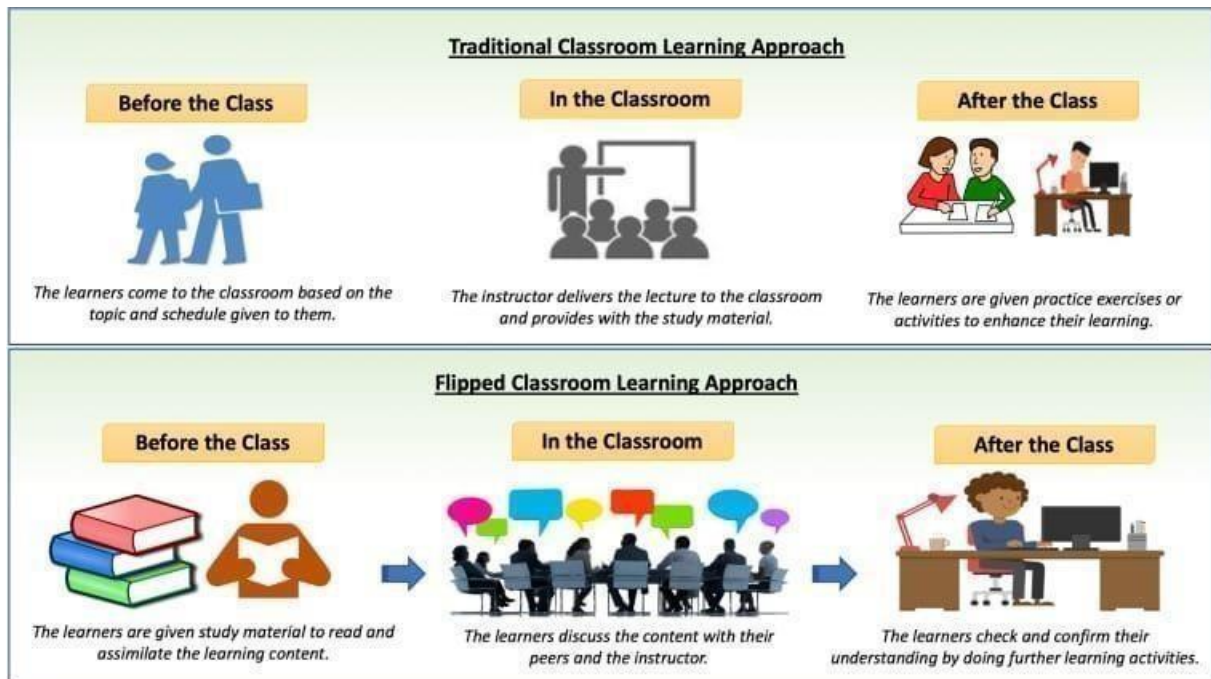 Traditional Classroom Learning Approach
Before the Class
In the Classroom
After the Class
The learners come to the classroom based on the
topic and schedule given to them.
The instructor delivers the lecture to the classroom
and provides with the study material.
The learners are given practice exercises or
activities to enhance their learning.
Flipped Classroom Learning Approach
Before the Class
In the Classroom
After the Class
The learners are given study material to read and
assimilate the learning content.
The learners discuss the content with their
peers and the instructor.
The learners check and confirm their
understanding by doing further learning activities.